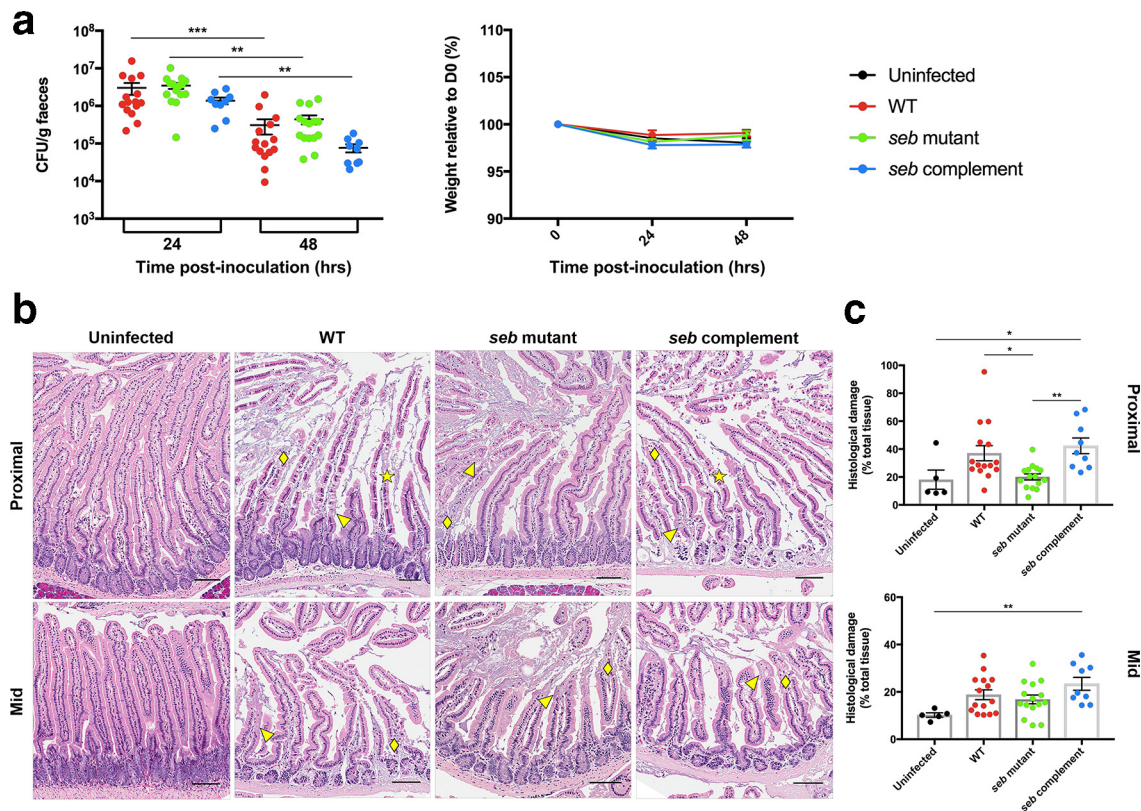 a
CFU/g faeces
10⁸
10⁷
10⁶
10⁵
10⁴
10³
***
**
**
24
48
Time post-inoculation (hrs)
Weight relative to D0 (%)
110
105
100
95
90
0
24
48
Time post-inoculation (hrs)
Uninfected
WT
seb mutant
seb complement
b
Uninfected
WT
seb mutant
seb complement
Proximal
Mid
c
Histological damage
(% total tissue)
100
80
60
40
20
0
*
*
**
Uninfected
WT
seb mutant
seb complement
Proximal
Histological damage
(% total tissue)
60
40
20
0
**
Uninfected
WT
seb mutant
seb complement
Mid